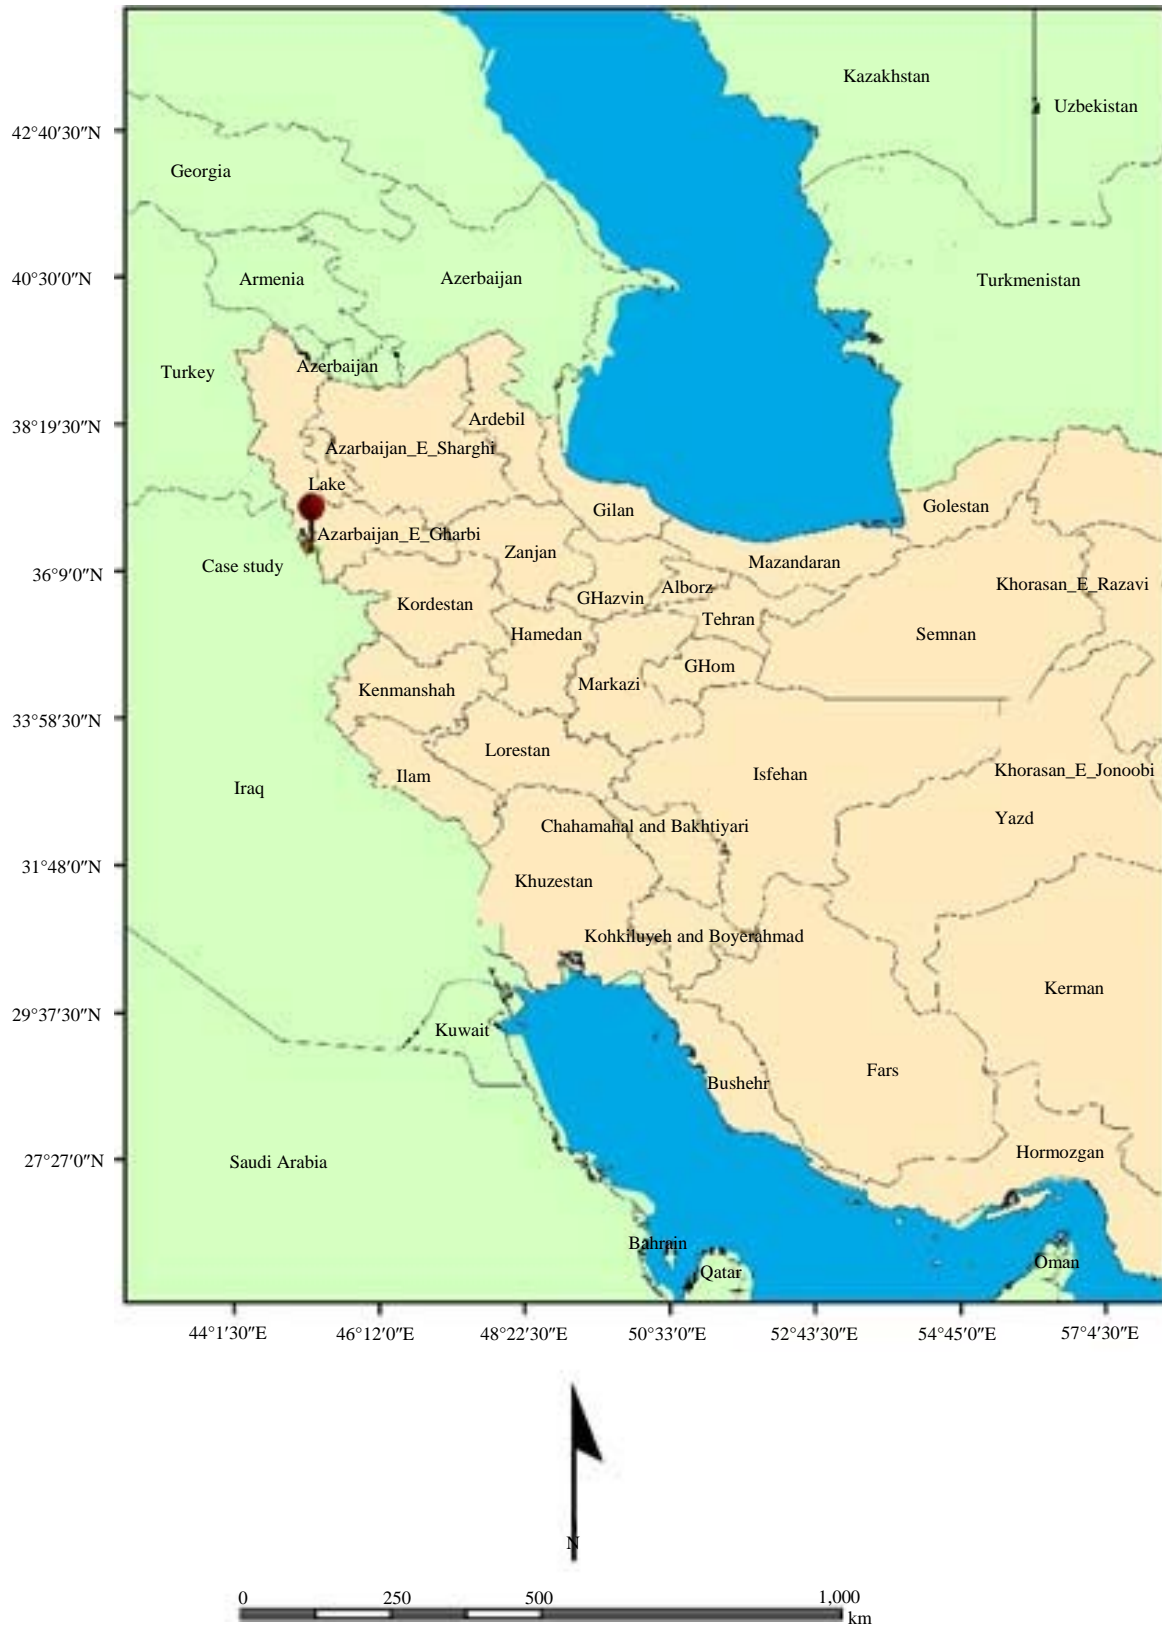 Kazakhstan
Uzbekistan
42°40′30″N
Georgia
40°30′0″N
Armenia
Azerbaijan
Turkmenistan
Azerbaijan
Turkey
38°19′30″N
Ardebil
Azarbaijan_E_Sharghi
Lake
Gilan
Golestan
Azarbaijan_E_Gharbi
Zanjan
Mazandaran
Case study
36°9′0″N
Khorasan_E_Razavi
Alborz
GHazvin
Kordestan
Tehran
Hamedan
Semnan
GHom
Markazi
Kenmanshah
33°58′30″N
Lorestan
Ilam
Isfehan
Khorasan_E_Jonoobi
Iraq
Yazd
Chahamahal and Bakhtiyari
31°48′0″N
Khuzestan
Kohkiluyeh and Boyerahmad
Kerman
29°37′30″N
Kuwait
Fars
Bushehr
Hormozgan
27°27′0″N
Saudi Arabia
Bahrain
Qatar
Oman
44°1′30″E 46°12′0″E 48°22′30″E 50°33′0″E 52°43′30″E 54°45′0″E 57°4′30″E
N
0 250 500 1,000
km